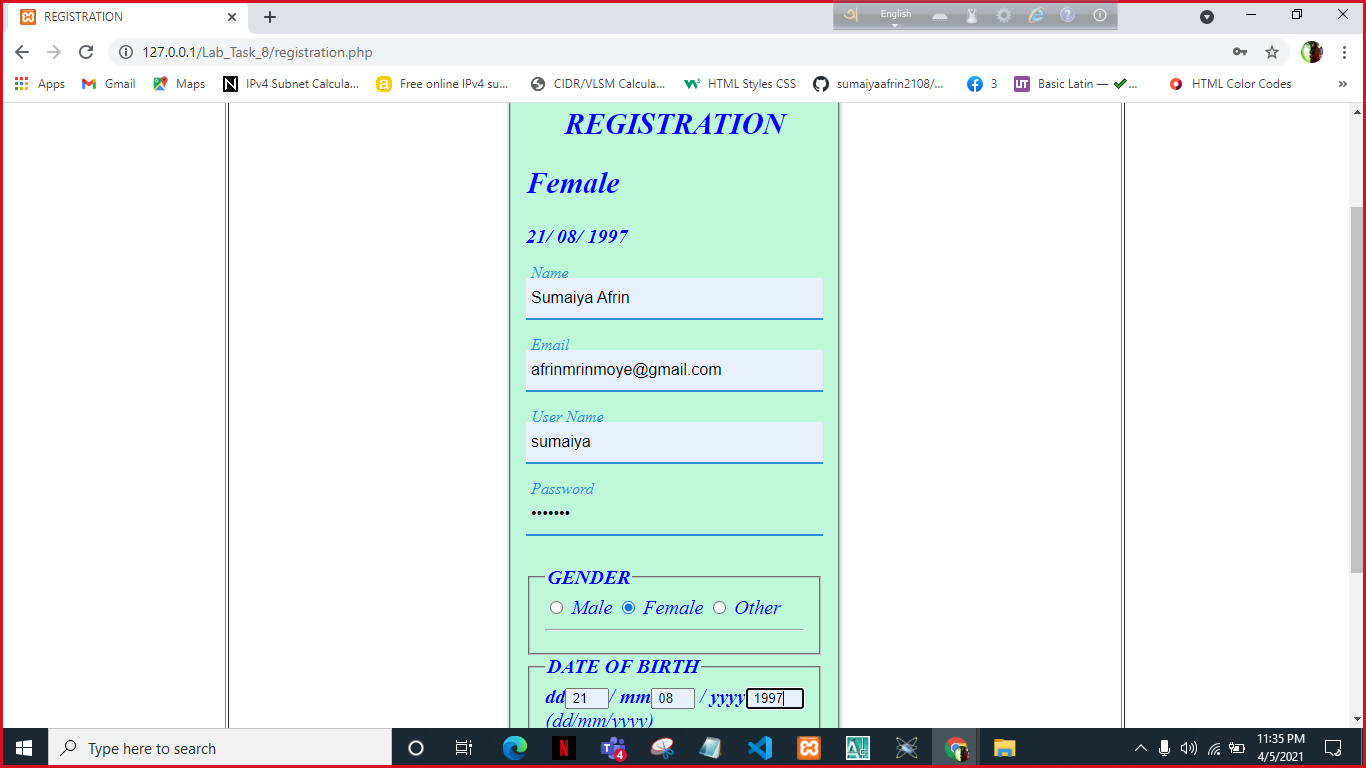 REGISTRATION
English
127.0.0.1/Lab_Task_8/registration.php
Apps Gmail Maps IPv4 Subnet Calcula... Free online IPv4 su... CIDR/VLSM Calcula... HTML Styles CSS sumaiyaafrin2108/... 3 Basic Latin — ✔... HTML Color Codes »
REGISTRATION
Female
21/ 08/ 1997
Name
Sumaiya Afrin
Email
afrinmrinmoye@gmail.com
User Name
sumaiya
Password
•••••••
GENDER
Male Female Other
DATE OF BIRTH
dd 21 / mm 08 / yyyy 1997
(dd/mm/yyyy)
Type here to search
4
11:35 PM
4/5/2021